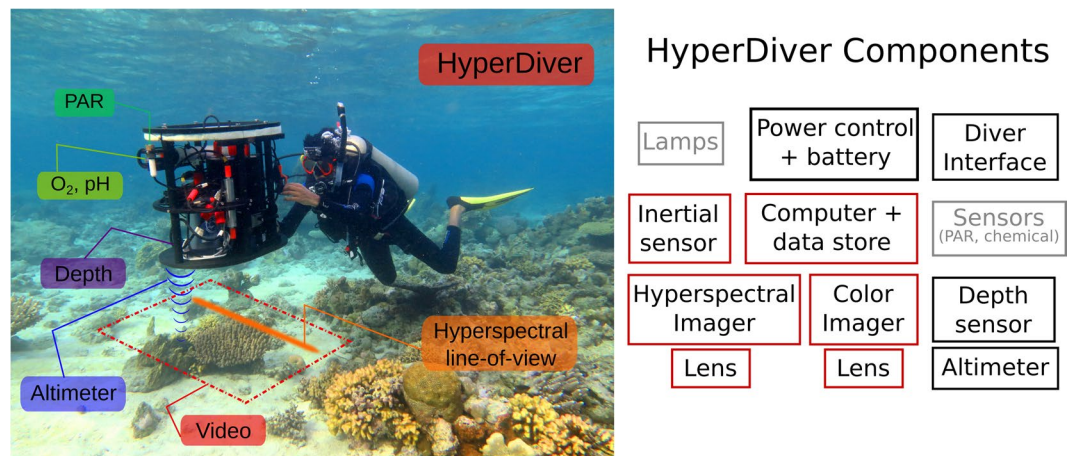 HyperDiver
PAR
O₂, pH
Depth
Altimeter
Video
Hyperspectral
line-of-view
HyperDiver Components
Lamps
Power control
+ battery
Diver
Interface
Inertial
sensor
Computer +
data store
Sensors
(PAR, chemical)
Hyperspectral
Imager
Color
Imager
Depth
sensor
Lens
Lens
Altimeter